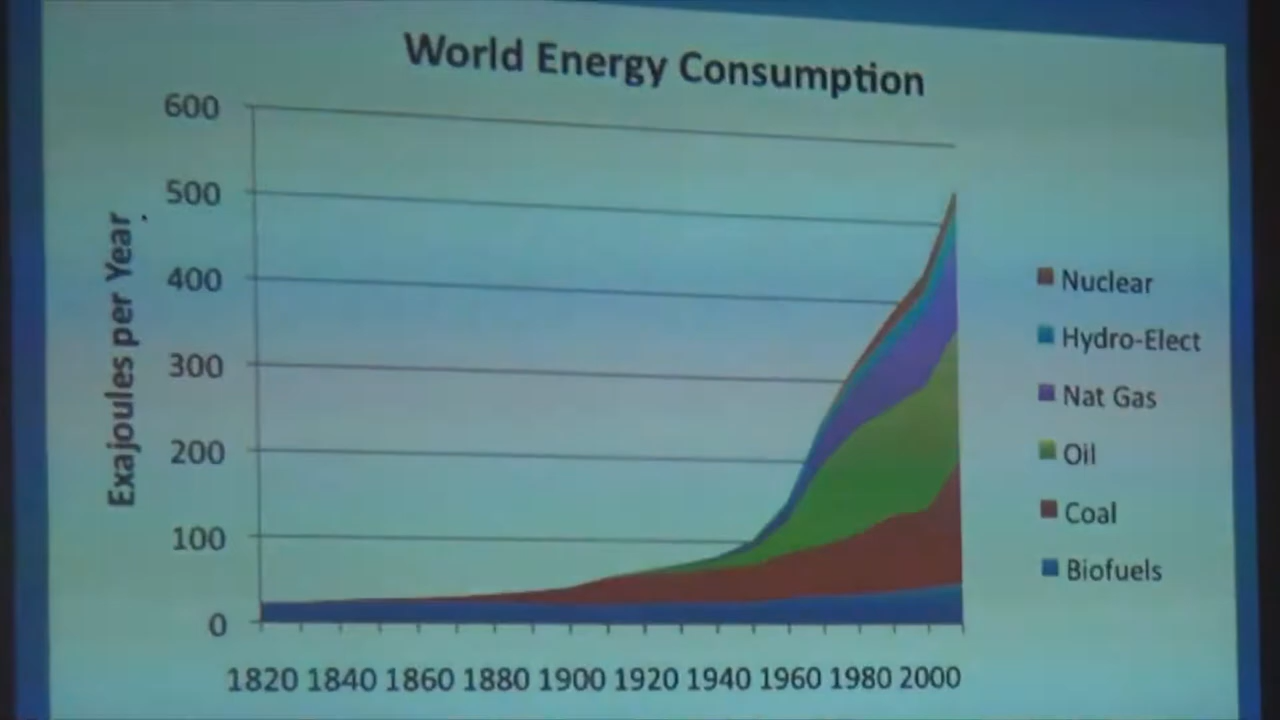 World Energy Consumption
Exajoules per Year
600
500
400
300
200
100
0
1820 1840 1860 1880 1900 1920 1940 1960 1980 2000
Nuclear
Hydro-Elect
Nat Gas
Oil
Coal
Biofuels